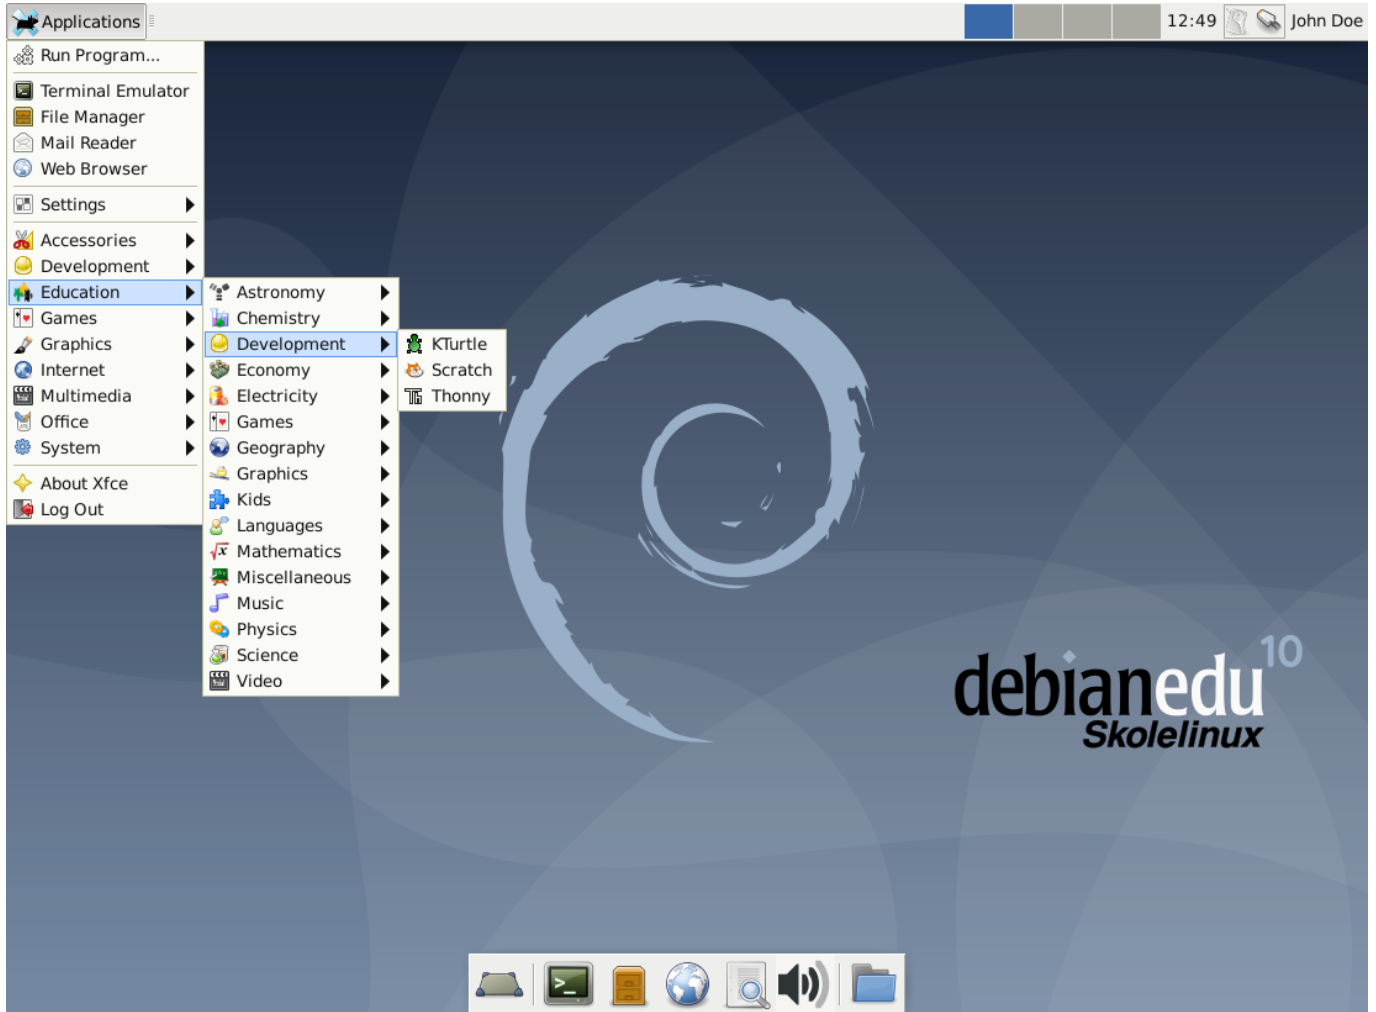 Applications
12:49
John Doe
Run Program...
Terminal Emulator
File Manager
Mail Reader
Web Browser
Settings
Accessories
Development
Education
Games
Graphics
Internet
Multimedia
Office
System
About Xfce
Log Out
Astronomy
Chemistry
Development
Economy
Electricity
Games
Geography
Graphics
Kids
Languages
Mathematics
Miscellaneous
Music
Physics
Science
Video
KTurtle
Scratch
Thonny
debianedu 10
Skolelinux